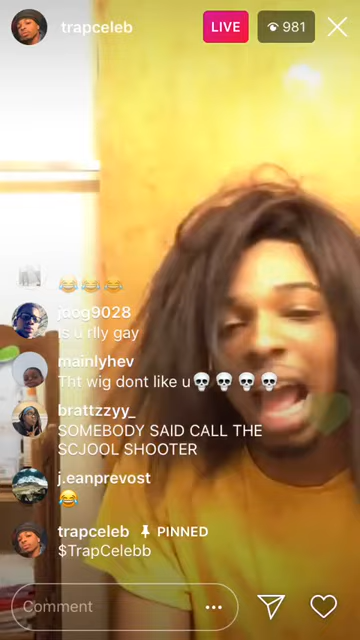 trapceleb
LIVE
981
😂😂😂
jdog9028
is u rlly gay
mainlyhev
Tht wig dont like u💀💀💀💀
brattzzyy_
SOMEBODY SAID CALL THE
SCJOOL SHOOTER
j.eanprevost
😂
trapceleb 📌 PINNED
$TrapCelebb
Comment